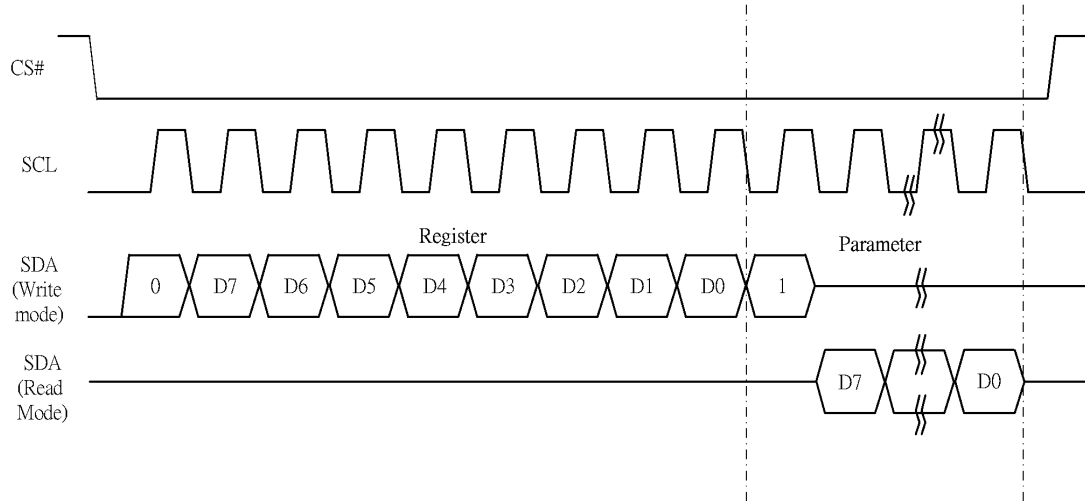 CS#
SCL
Register
Parameter
SDA
(Write
mode)
0 D7 D6 D5 D4 D3 D2 D1 D0 1
SDA
(Read
Mode)
D7 D0